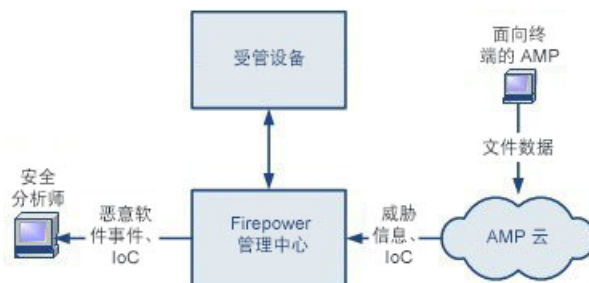 受管设备
面向终
端的 AMP
文件数据
安全
分析师
恶意软
件事件、
IoC
Firepower
管理中心
威胁
信息、
IoC
AMP 云